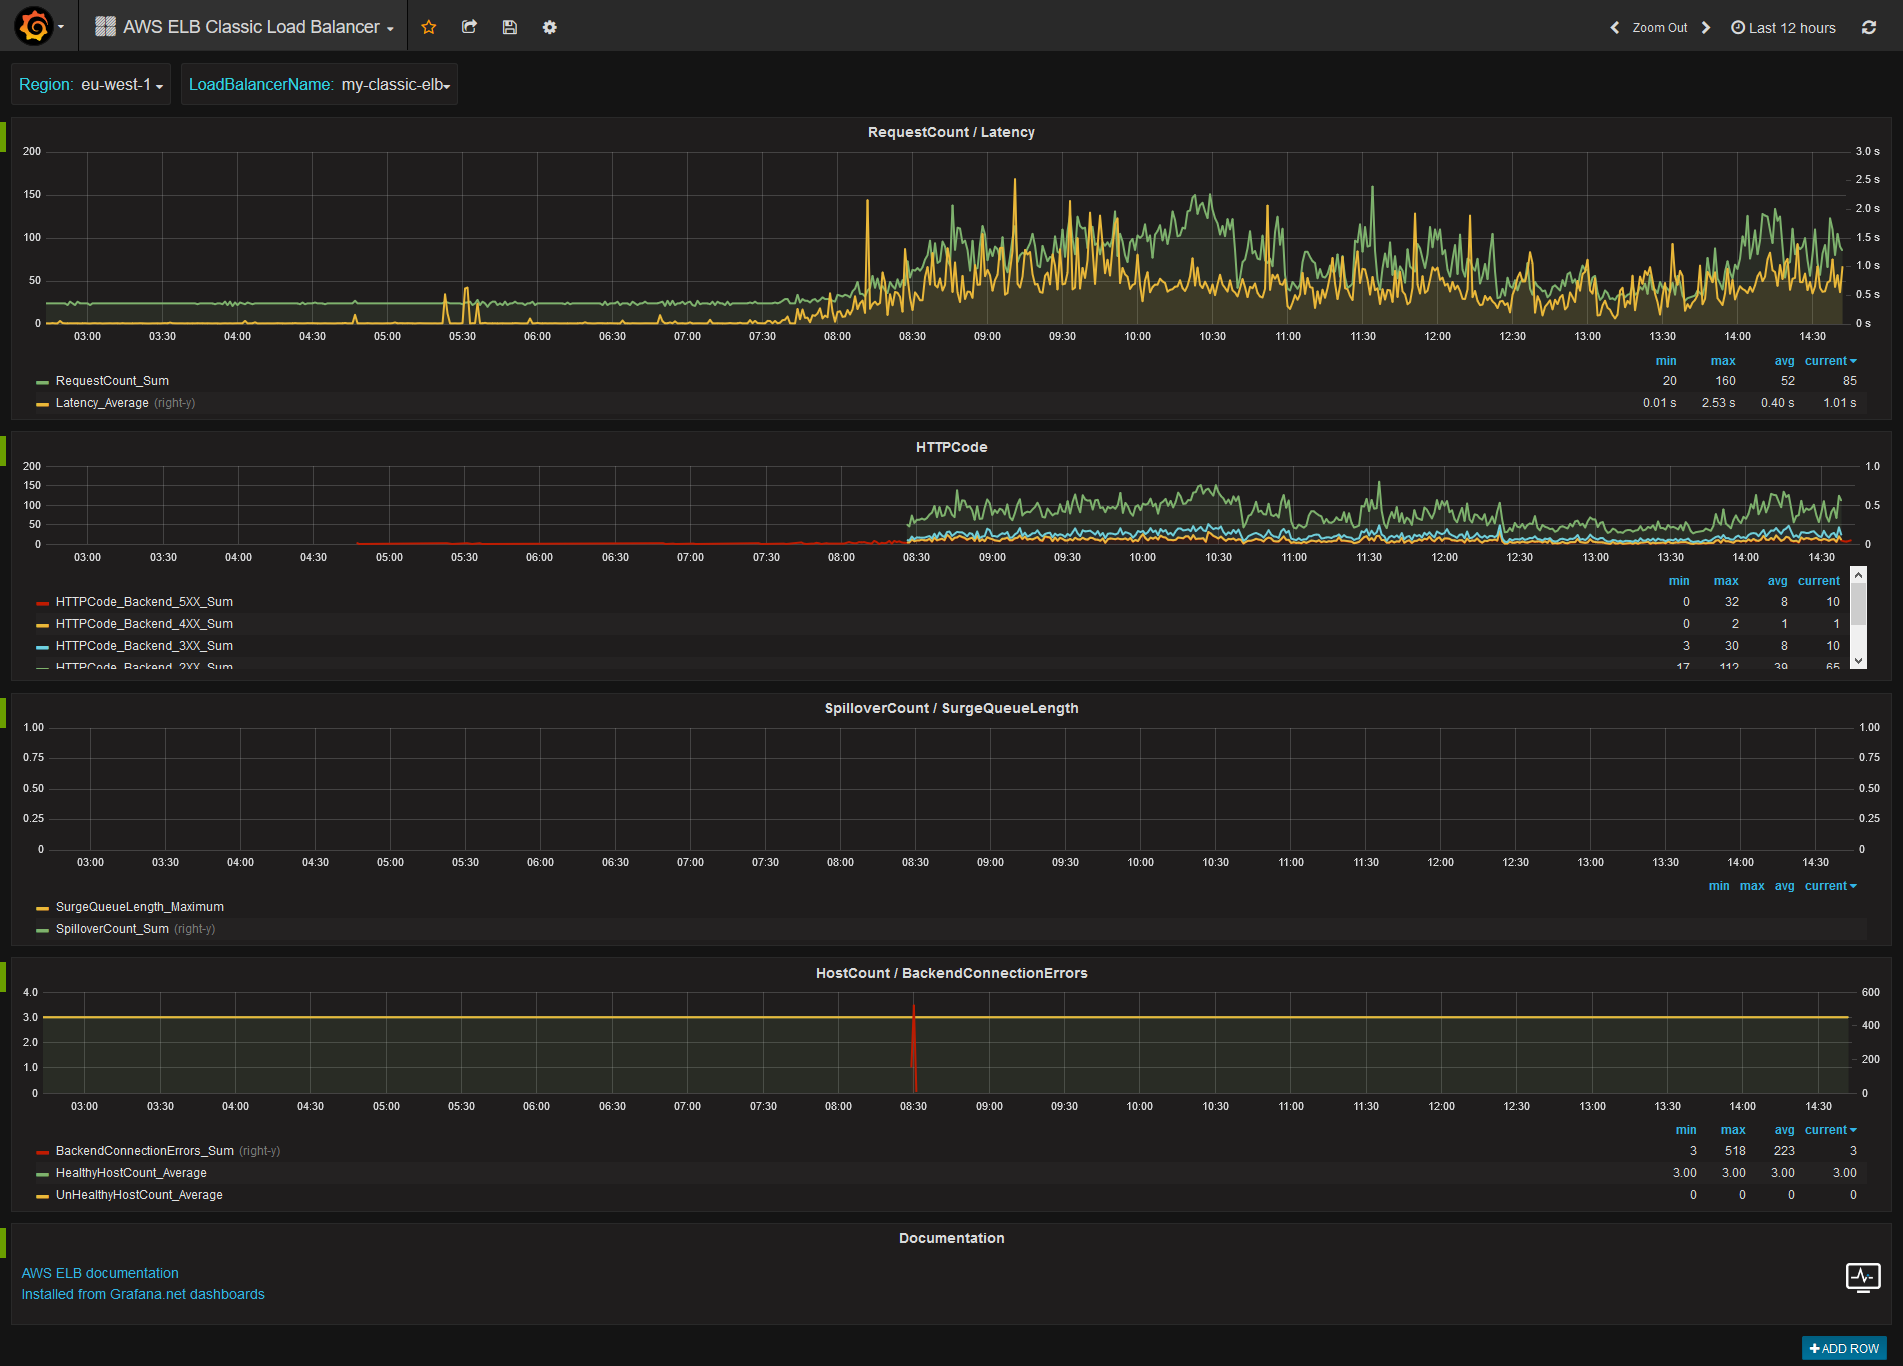 AWS ELB Classic Load Balancer
Zoom Out
Last 12 hours
Region: eu-west-1
LoadBalancerName: my-classic-elb
RequestCount / Latency
200 3.0 s
2.5 s
150
2.0 s
100 1.5 s
1.0 s
50
0.5 s
0 0 s
03:00 03:30 04:00 04:30 05:00 05:30 06:00 06:30 07:00 07:30 08:00 08:30 09:00 09:30 10:00 10:30 11:00 11:30 12:00 12:30 13:00 13:30 14:00 14:30
min max avg current
RequestCount_Sum 20 160 52 85
Latency_Average (right-y) 0.01 s 2.53 s 0.40 s 1.01 s
HTTPCode
200 1.0
150
100 0.5
50
0 0
03:00 03:30 04:00 04:30 05:00 05:30 06:00 06:30 07:00 07:30 08:00 08:30 09:00 09:30 10:00 10:30 11:00 11:30 12:00 12:30 13:00 13:30 14:00 14:30
min max avg current
HTTPCode_Backend_5XX_Sum 0 32 8 10
HTTPCode_Backend_4XX_Sum 0 2 1 1
HTTPCode_Backend_3XX_Sum 3 30 8 10
HTTPCode_Backend_2XX_Sum 17 112 39 65
SpilloverCount / SurgeQueueLength
1.00 1.00
0.75 0.75
0.50 0.50
0.25 0.25
0 0
03:00 03:30 04:00 04:30 05:00 05:30 06:00 06:30 07:00 07:30 08:00 08:30 09:00 09:30 10:00 10:30 11:00 11:30 12:00 12:30 13:00 13:30 14:00 14:30
min max avg current
SurgeQueueLength_Maximum
SpilloverCount_Sum (right-y)
HostCount / BackendConnectionErrors
4.0 600
3.0 400
2.0 200
1.0
0 0
03:00 03:30 04:00 04:30 05:00 05:30 06:00 06:30 07:00 07:30 08:00 08:30 09:00 09:30 10:00 10:30 11:00 11:30 12:00 12:30 13:00 13:30 14:00 14:30
min max avg current
BackendConnectionErrors_Sum (right-y) 3 518 223 3
HealthyHostCount_Average 3.00 3.00 3.00 3.00
UnHealthyHostCount_Average 0 0 0 0
Documentation
AWS ELB documentation
Installed from Grafana.net dashboards
ADD ROW